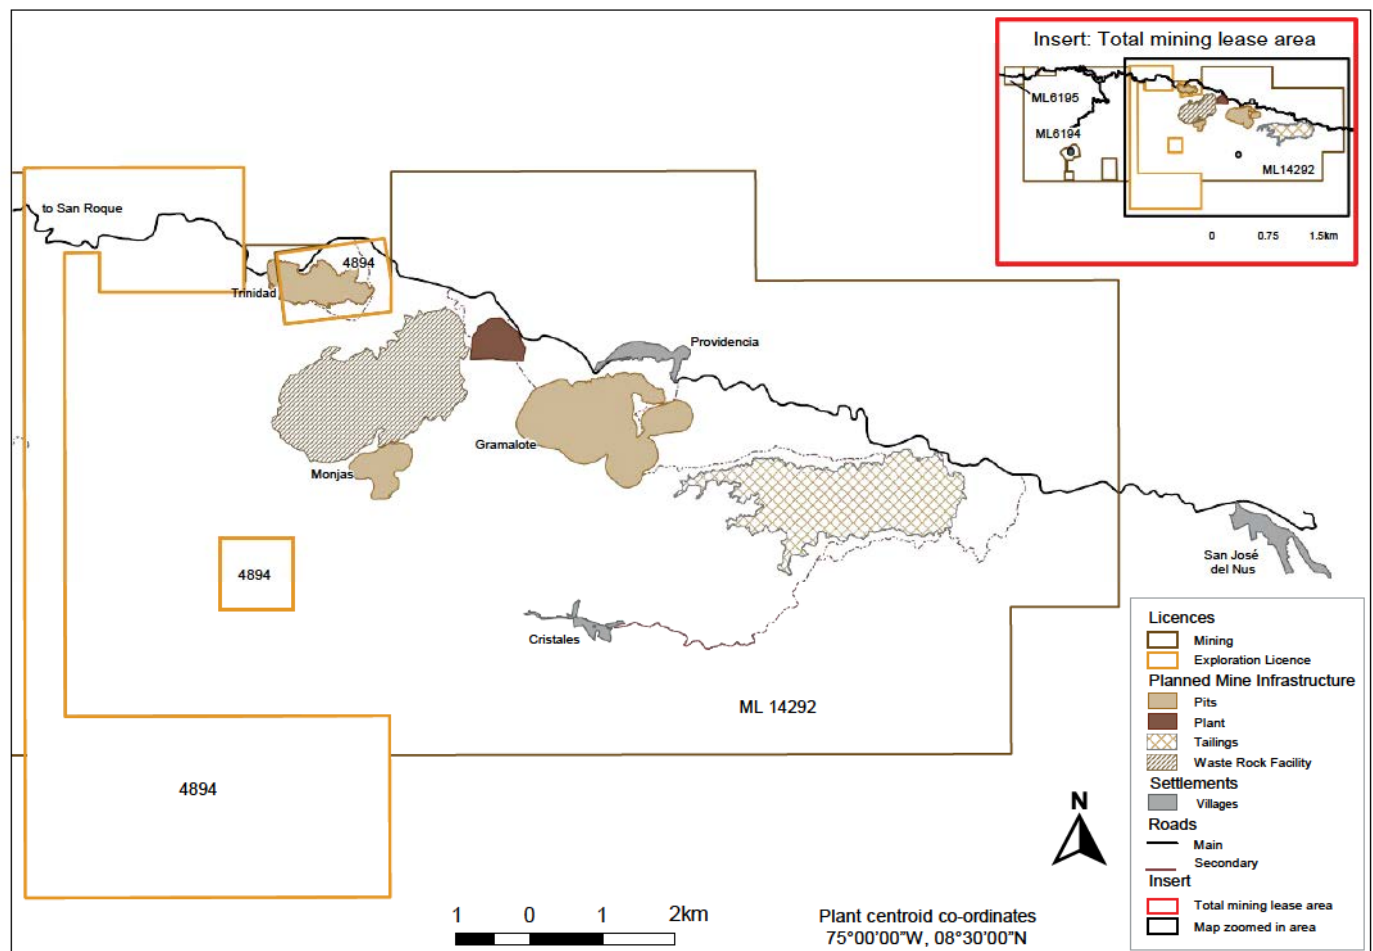 Insert: Total mining lease area
ML6195
ML6194
ML14292
0 0.75 1.5km
to San Roque
4894
Trinidad
Providencia
Gramalote
Monjas
4894
San José
del Nus
Cristales
ML 14292
4894
Licences
Mining
Exploration Licence
Planned Mine Infrastructure
Pits
Plant
Tailings
Waste Rock Facility
Settlements
Villages
Roads
Main
Secondary
Insert
Total mining lease area
Map zoomed in area
N
1 0 1 2km
Plant centroid co-ordinates
75°00'00"W, 08°30'00"N